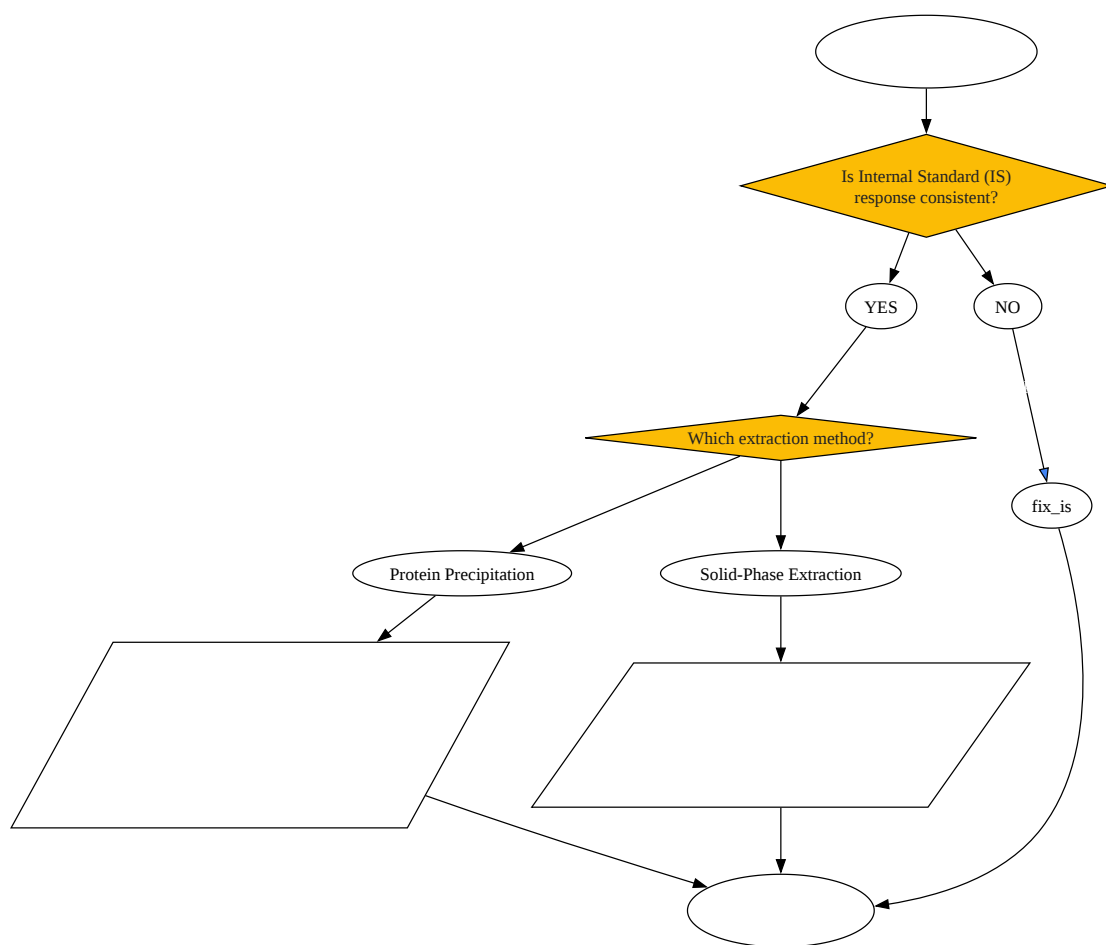 Is Internal Standard (IS)
response consistent?
YES
NO
Which extraction method?
fix_is
Protein Precipitation
Solid-Phase Extraction